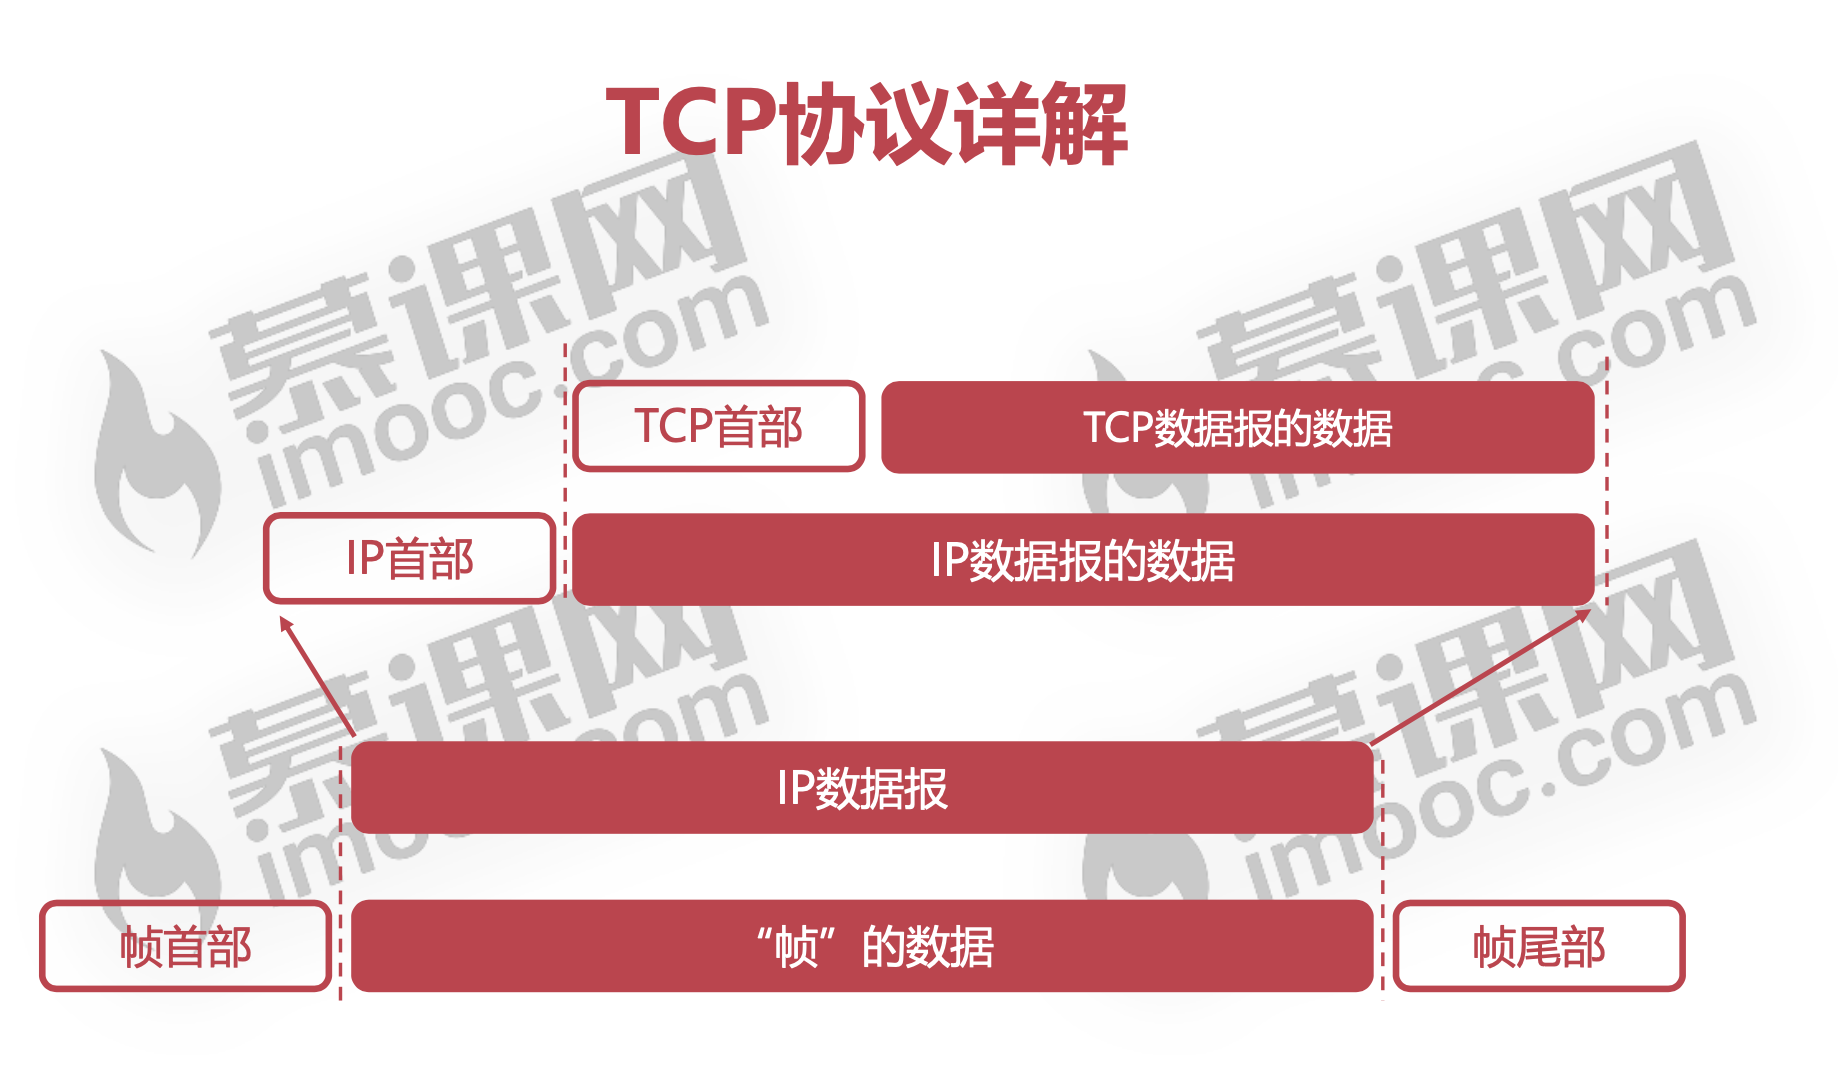 TCP协议详解
慕课网
imooc.com
慕课网
imooc.com
TCP首部
TCP数据报的数据
IP首部
IP数据报的数据
慕课网
imooc.com
慕课网
imooc.com
IP数据报
帧首部
“帧”的数据
帧尾部